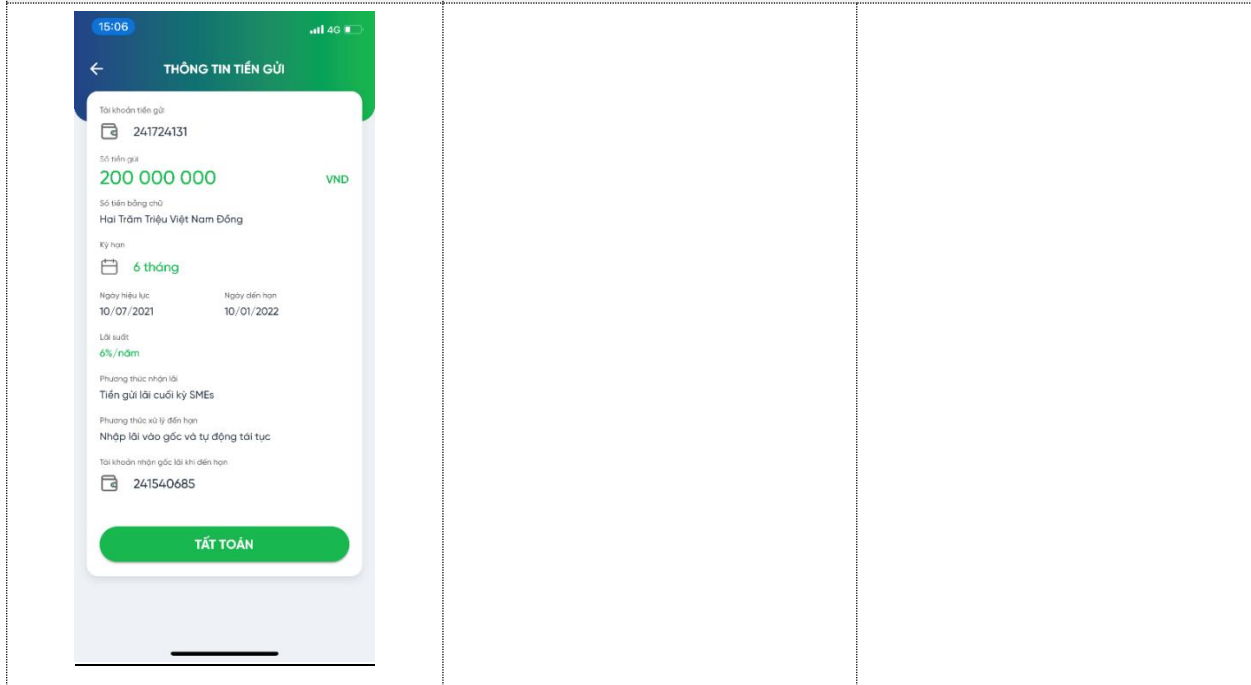 15:06 4G
THÔNG TIN TIỀN GỬI
Tài khoản tiền gửi
241724131
Số tiền gửi
200 000 000 VND
Số tiền bằng chữ
Hai Trăm Triệu Việt Nam Đồng
Kỳ hạn
6 tháng
Ngày hiệu lực Ngày đến hạn
10/07/2021 10/01/2022
Lãi suất
6%/năm
Phương thức nhận lãi
Tiền gửi lãi cuối kỳ SMEs
Phương thức xử lý đến hạn
Nhập lãi vào gốc và tự động tái tục
Tài khoản nhận gốc lãi khi đến hạn
241540685
TẤT TOÁN